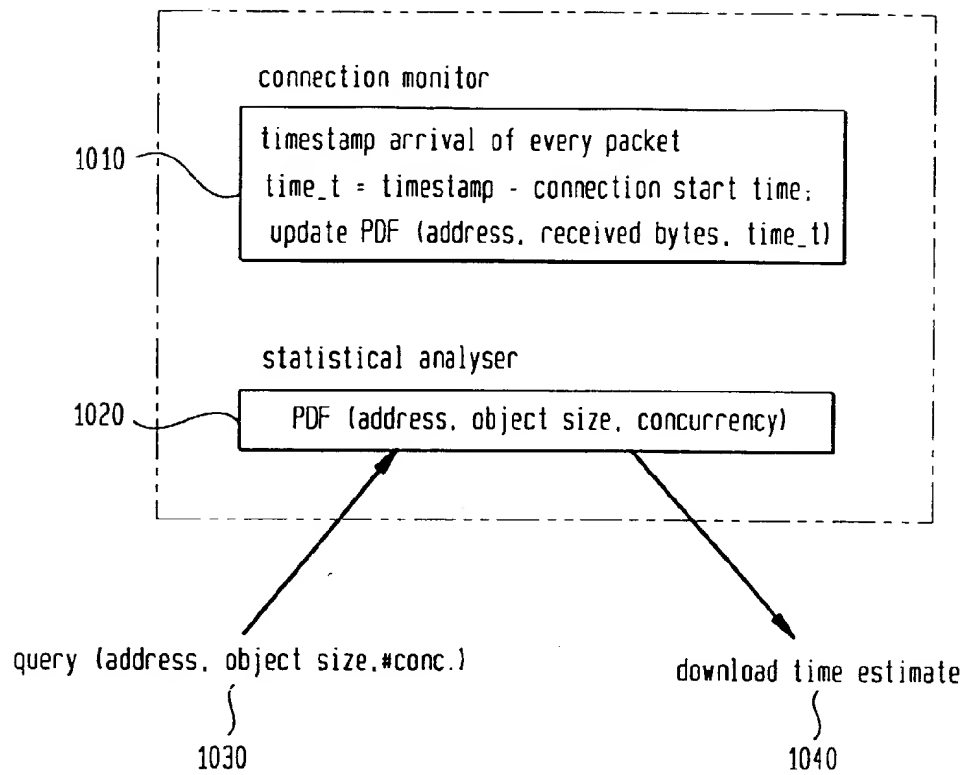 connection monitor
1010
timestamp arrival of every packet
time_t = timestamp - connection start time;
update PDF (address, received bytes, time_t)
statistical analyser
1020
PDF (address, object size, concurrency)
query (address, object size,#conc.)
download time estimate
1030
1040